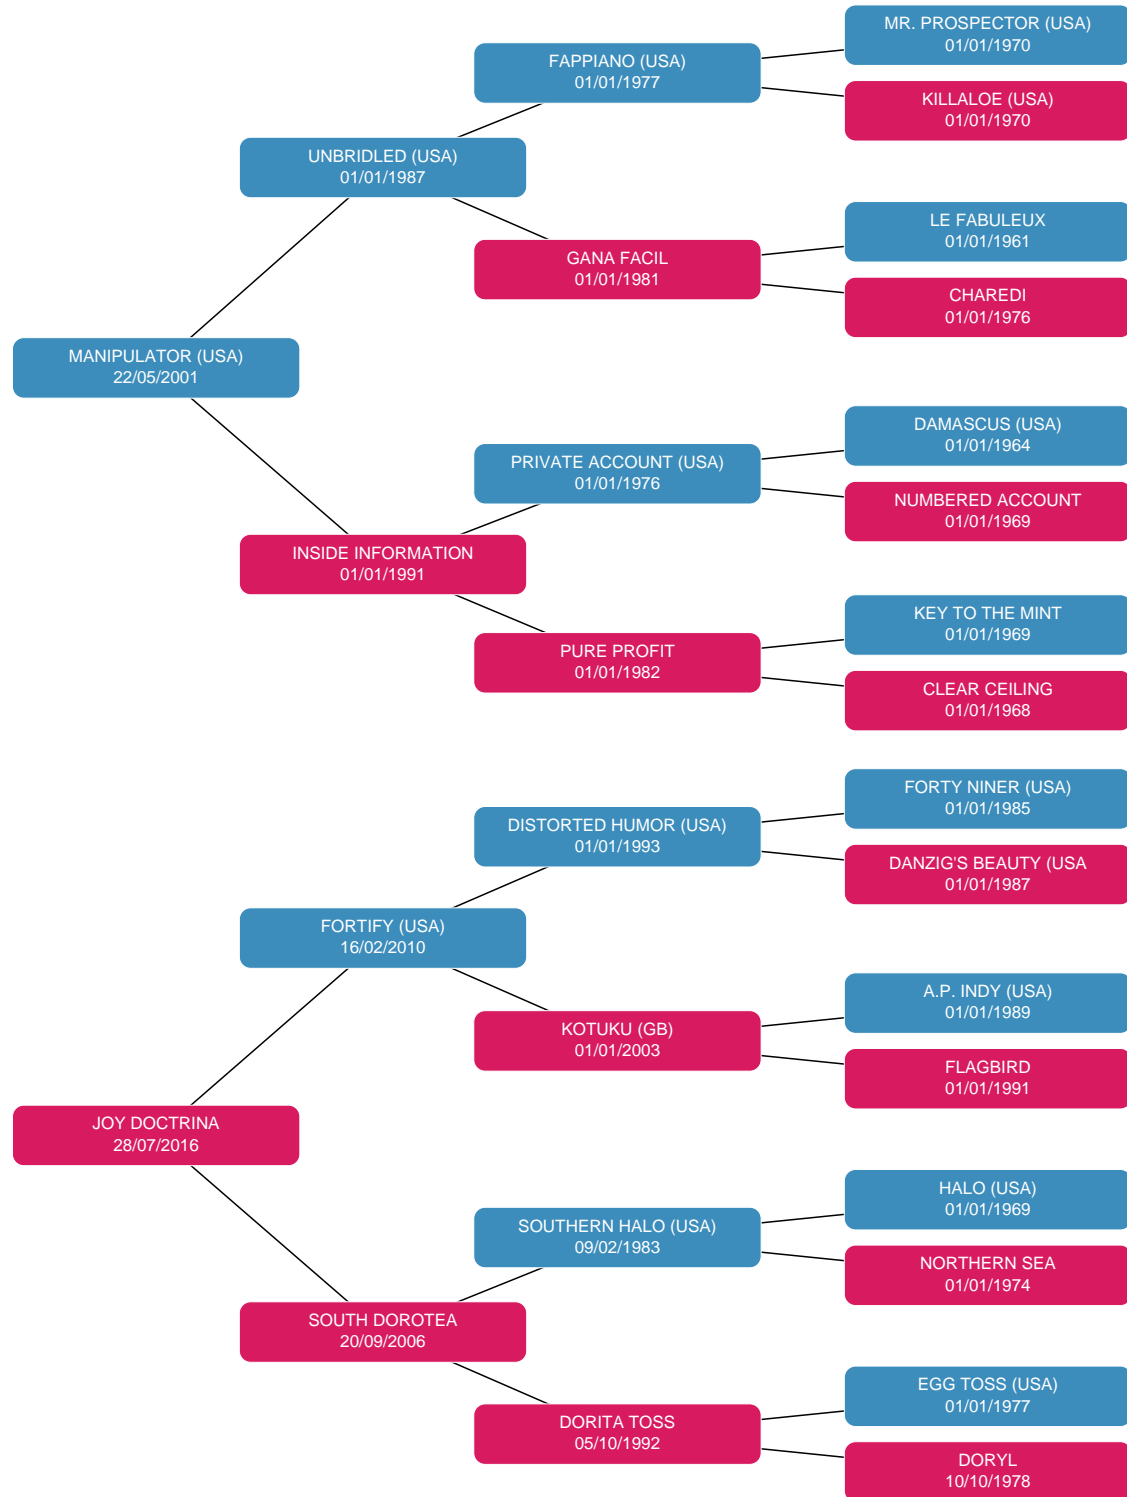 MR. PROSPECTOR (USA)
01/01/1970
FAPPIANO (USA)
01/01/1977
KILLALOE (USA)
01/01/1970
UNBRIDLED (USA)
01/01/1987
LE FABULEUX
01/01/1961
GANA FACIL
01/01/1981
CHAREDI
01/01/1976
MANIPULATOR (USA)
22/05/2001
DAMASCUS (USA)
01/01/1964
PRIVATE ACCOUNT (USA)
01/01/1976
NUMBERED ACCOUNT
01/01/1969
INSIDE INFORMATION
01/01/1991
KEY TO THE MINT
01/01/1969
PURE PROFIT
01/01/1982
CLEAR CEILING
01/01/1968
FORTY NINER (USA)
01/01/1985
DISTORTED HUMOR (USA)
01/01/1993
DANZIG'S BEAUTY (USA
01/01/1987
FORTIFY (USA)
16/02/2010
A.P. INDY (USA)
01/01/1989
KOTUKU (GB)
01/01/2003
FLAGBIRD
01/01/1991
JOY DOCTRINA
28/07/2016
HALO (USA)
01/01/1969
SOUTHERN HALO (USA)
09/02/1983
NORTHERN SEA
01/01/1974
SOUTH DOROTEA
20/09/2006
EGG TOSS (USA)
01/01/1977
DORITA TOSS
05/10/1992
DORYL
10/10/1978